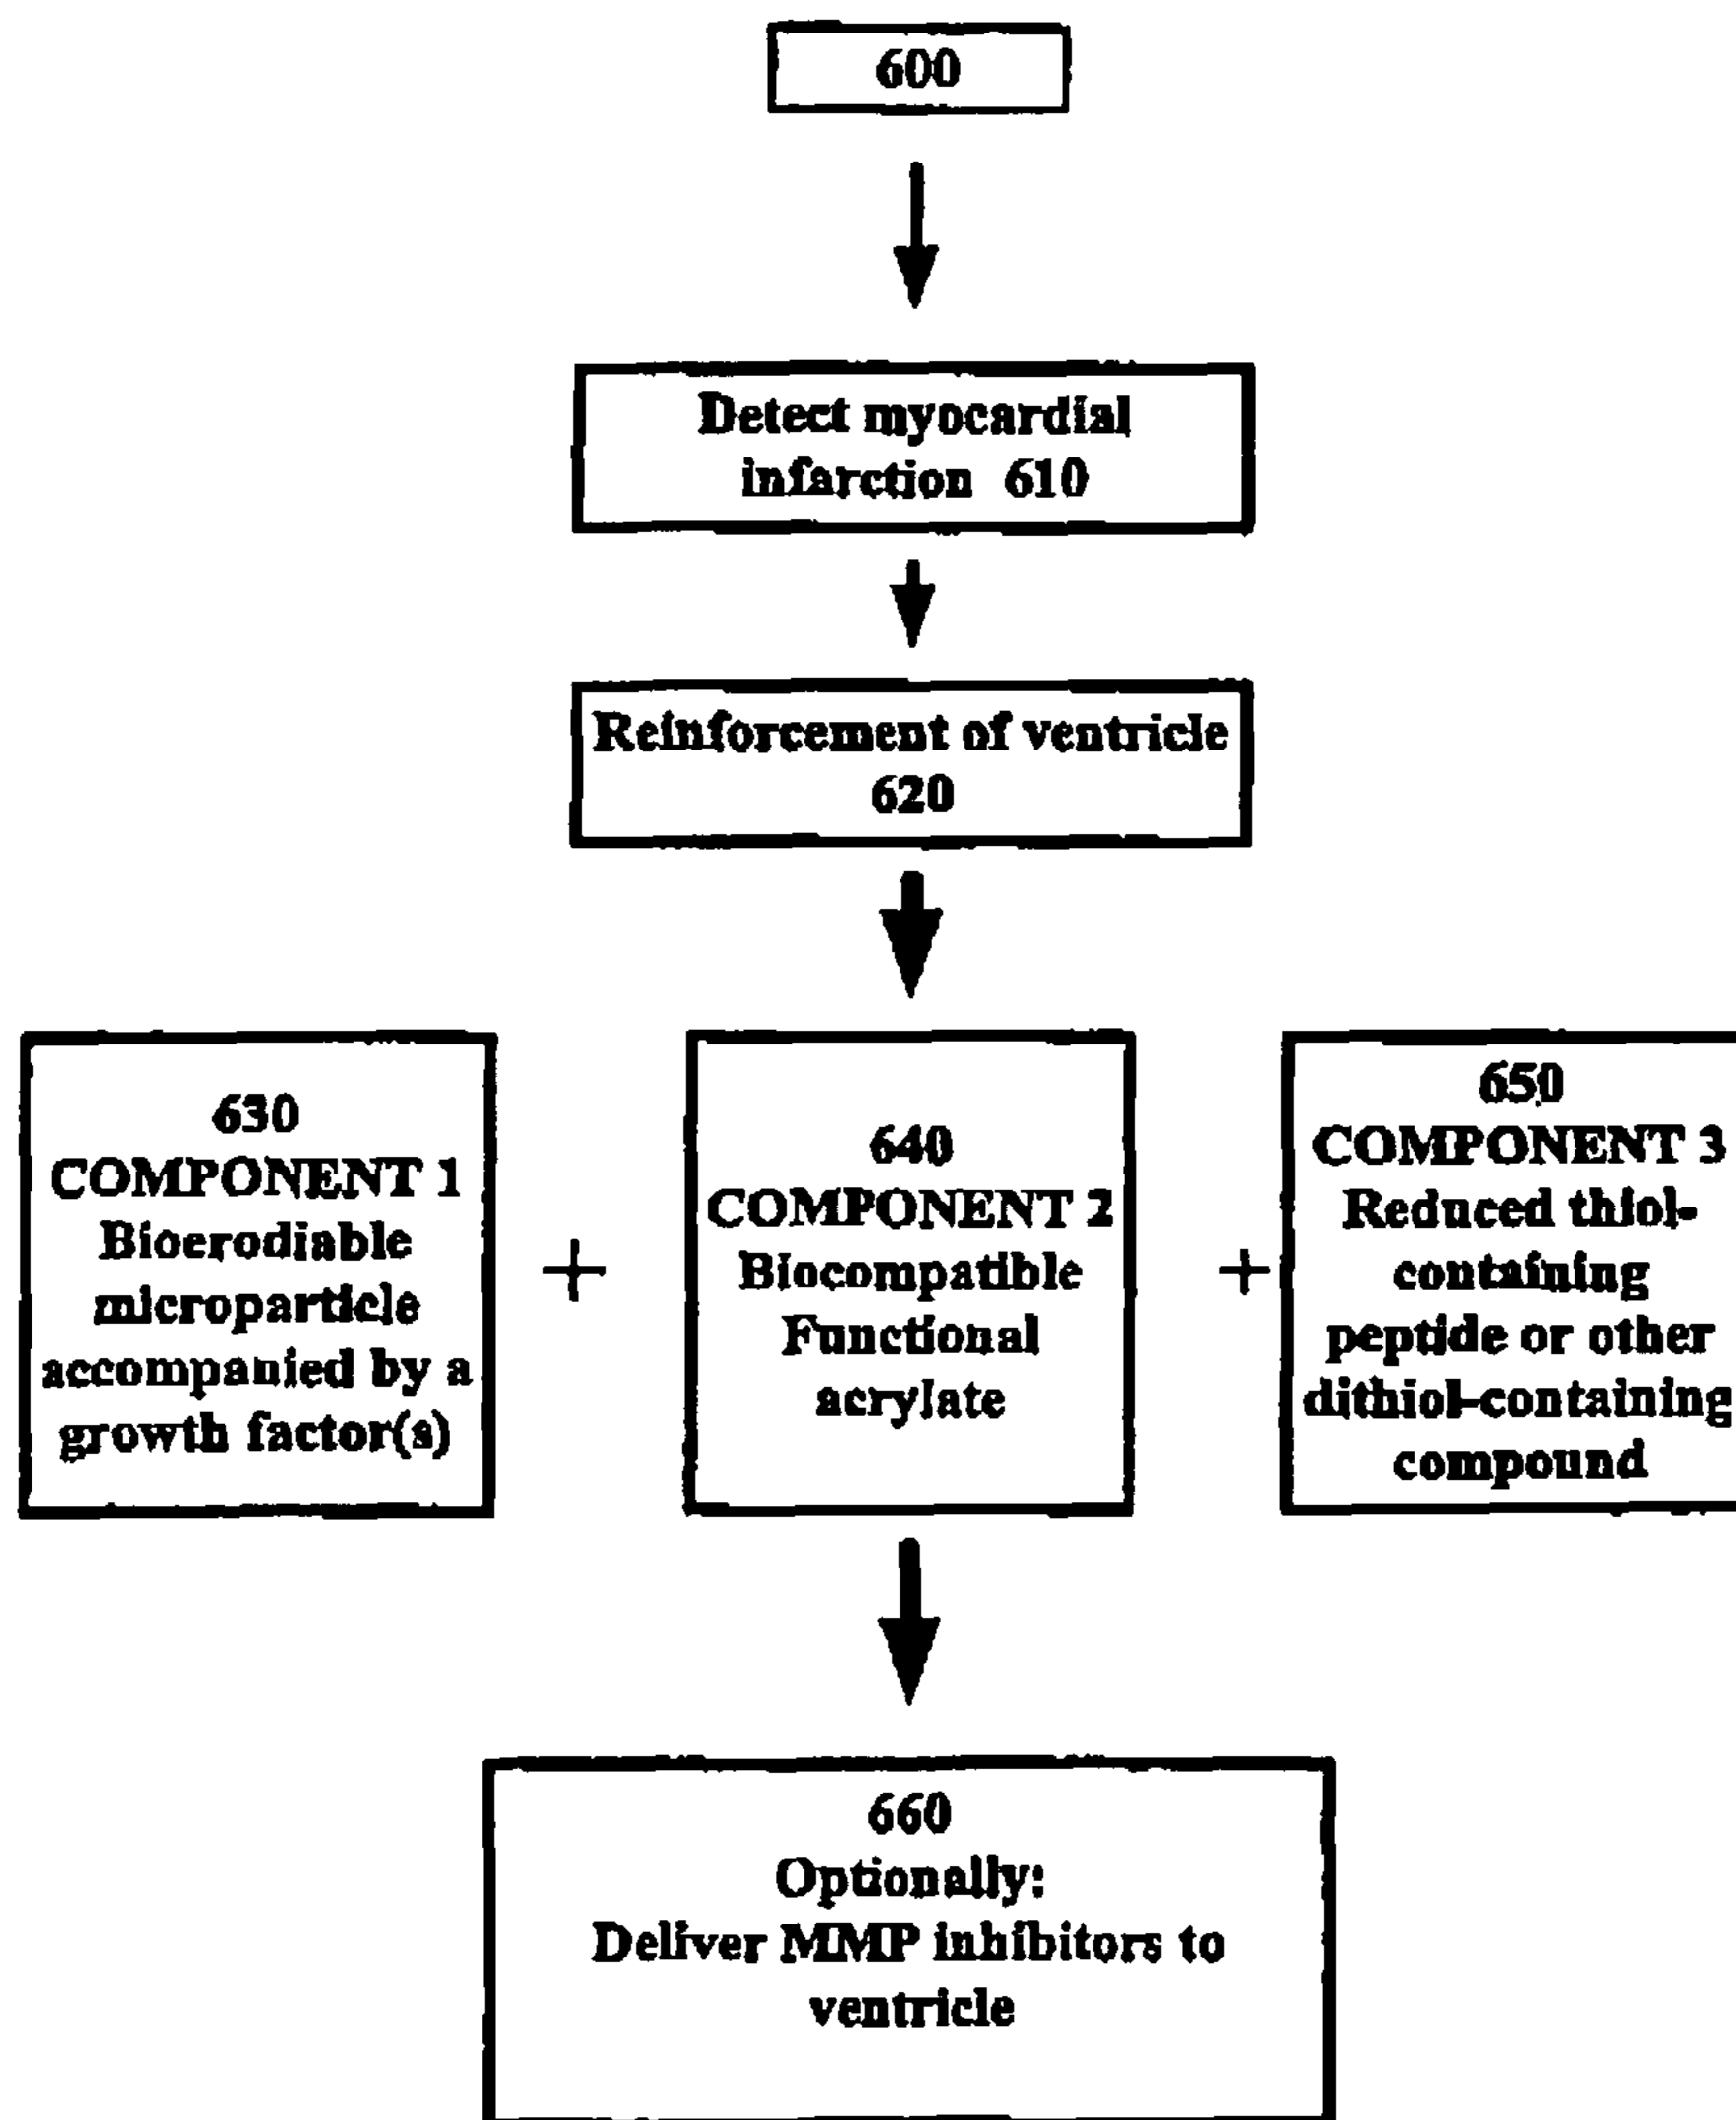 600
Detect myocardial
infarction 610
Reinforcement of ventricle
620
630
COMPONENT 1
Bioerodiable
microparticle
accompanied by a
growth factor(s)
+
640
COMPONENT 2
Biocompatible
Functional
acrylate
+
650
COMPONENT 3
Reduced thiol-
containing
peptide or other
dithiol-containing
compound
660
Optionally:
Deliver MMP inhibitors to
ventricle